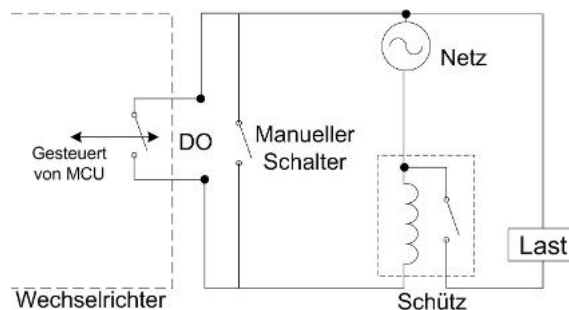 Netz
DO
Manueller
Schalter
Gesteuert
von MCU
Last
Wechselrichter
Schütz